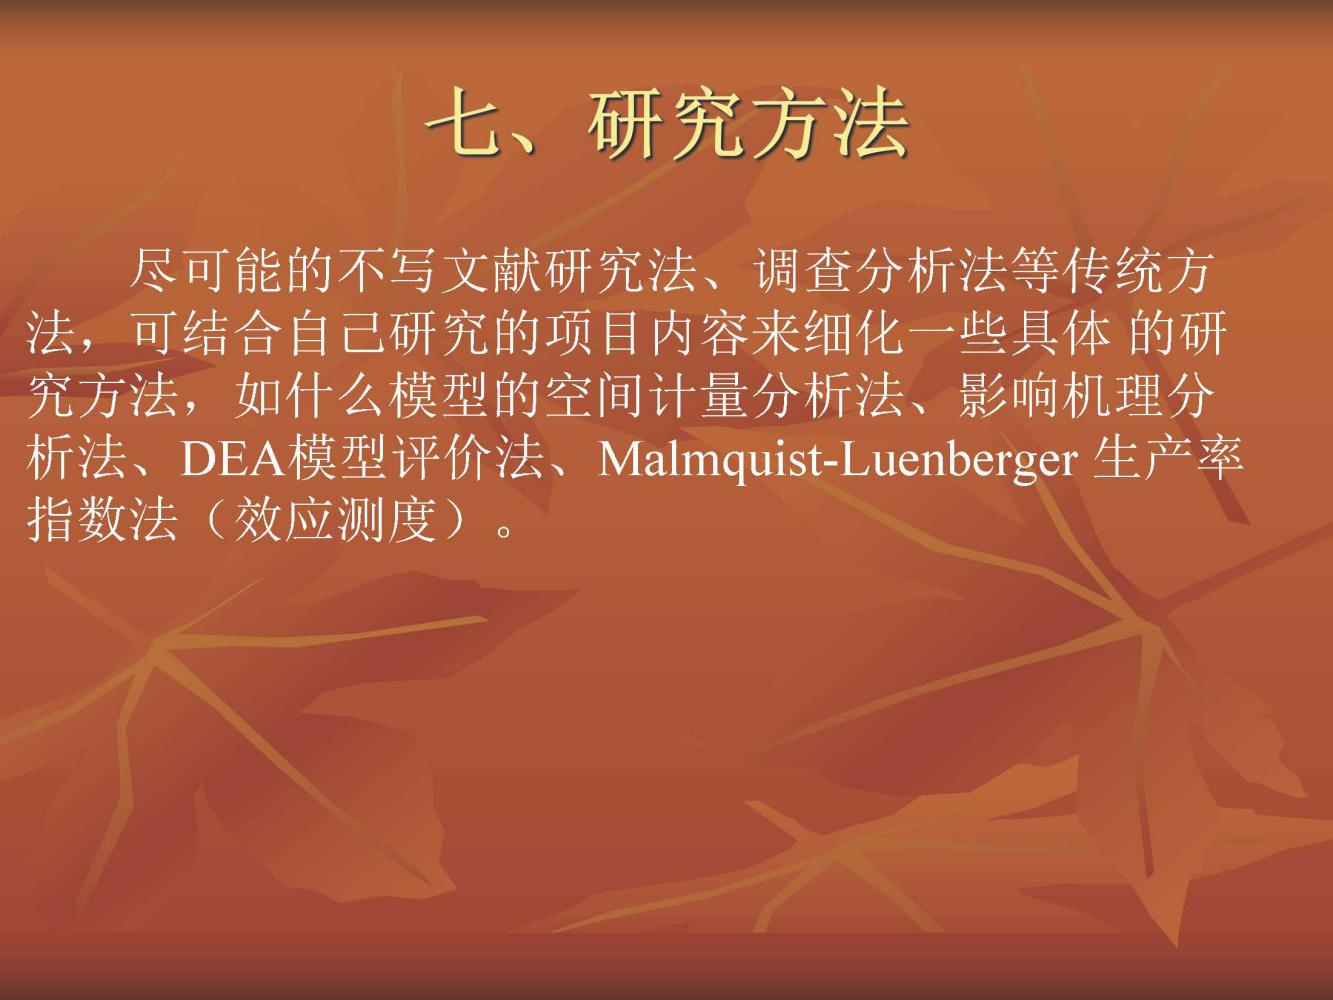 七、研究方法
尽可能的不写文献研究法、调查分析法等传统方
法，可结合自己研究的项目内容来细化一些具体 的研
究方法，如什么模型的空间计量分析法、影响机理分
析法、DEA模型评价法、Malmquist-Luenberger 生产率
指数法（效应测度）。